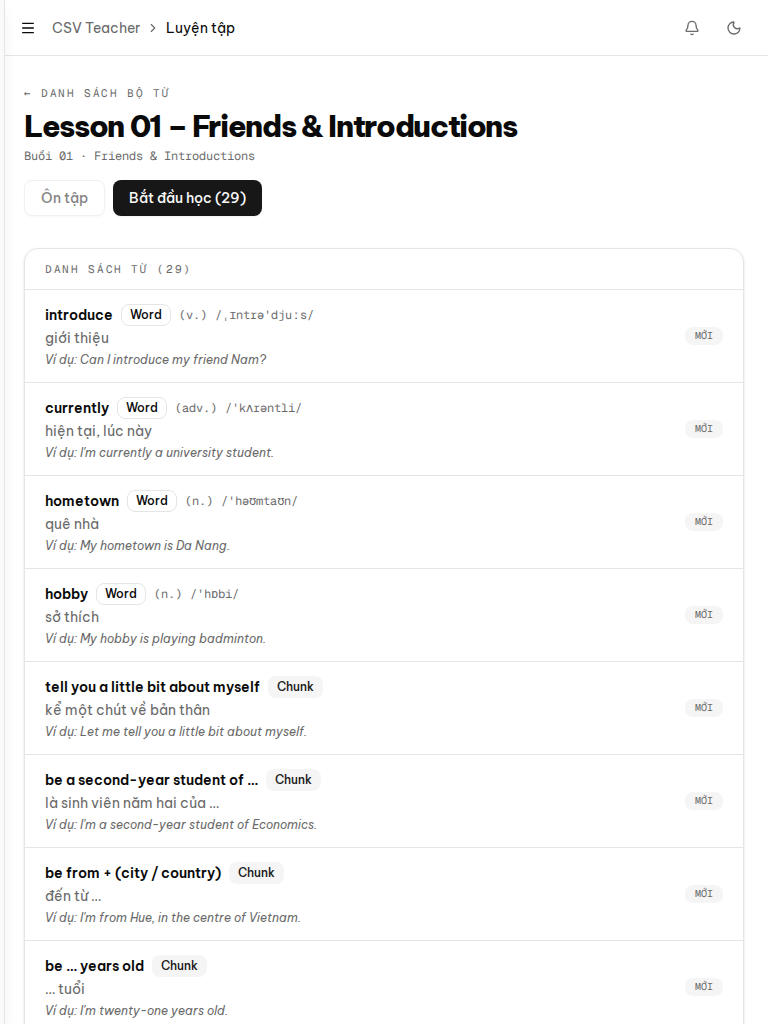 CSV Teacher > Luyện tập
← DANH SÁCH BỘ TỪ
Lesson 01 – Friends & Introductions
Buổi 01 · Friends & Introductions
Ôn tập Bắt đầu học (29)
DANH SÁCH TỪ (29)
introduce Word (v.) /ˌɪntrəˈdjuːs/
giới thiệu
MỚI
Ví dụ: Can I introduce my friend Nam?
currently Word (adv.) /ˈkʌrəntli/
hiện tại, lúc này
MỚI
Ví dụ: I'm currently a university student.
hometown Word (n.) /ˈhəʊmtaʊn/
quê nhà
MỚI
Ví dụ: My hometown is Da Nang.
hobby Word (n.) /ˈhɒbi/
sở thích
MỚI
Ví dụ: My hobby is playing badminton.
tell you a little bit about myself Chunk
kể một chút về bản thân
MỚI
Ví dụ: Let me tell you a little bit about myself.
be a second-year student of ... Chunk
là sinh viên năm hai của ...
MỚI
Ví dụ: I'm a second-year student of Economics.
be from + (city / country) Chunk
đến từ ...
MỚI
Ví dụ: I'm from Hue, in the centre of Vietnam.
be ... years old Chunk
... tuổi
MỚI
Ví dụ: I'm twenty-one years old.